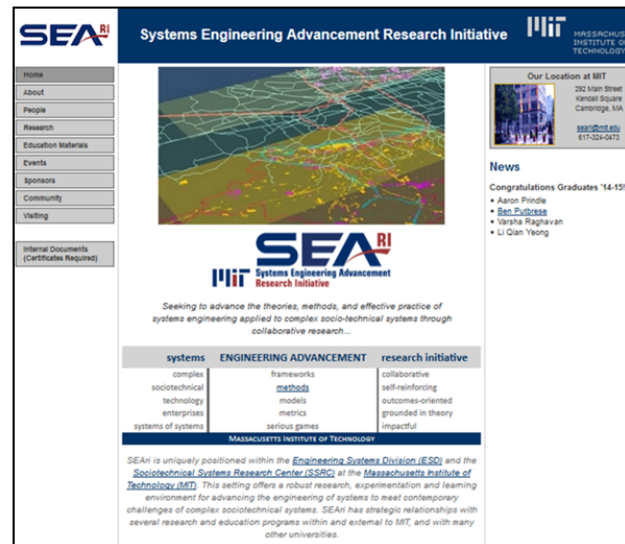 SEARI
Systems Engineering Advancement Research Initiative
MIT
MASSACHUS
INSTITUTE OF
TECHNOLOGY
Home
About
People
Research
Education Materials
Events
Sponsors
Community
Visiting
Internal Documents
(Certificates Required)
SEARI
MIT Systems Engineering Advancement
Research Initiative
Seeking to advance the theories, methods, and effective practice of
systems engineering applied to complex socio-technical systems through
collaborative research...
systems ENGINEERING ADVANCEMENT research initiative
complex frameworks collaborative
sociotechnical methods self-reinforcing
technology models outcomes-oriented
enterprises metrics grounded in theory
systems of systems serious games impactful
MASSACUSETTS INSTITUTE OF TECHNOLOGY
SEAri is uniquely positioned within the Engineering Systems Division (ESD) and the
Sociotechnical Systems Research Center (SSRC) at the Massachusetts Institute of
Technology (MIT). This setting offers a robust research, experimentation and learning
environment for advancing the engineering of systems to meet contemporary
challenges of complex sociotechnical systems. SEAri has strategic relationships with
several research and education programs within and external to MIT, and with many
other universities.
Our Location at MIT
292 Main Street
Kendall Square
Cambridge, MA
seari@mit.edu
617-324-0473
News
Congratulations Graduates '14-15!
Aaron Prindle
Ben Putbrese
Varsha Raghavan
Li Qian Yeong